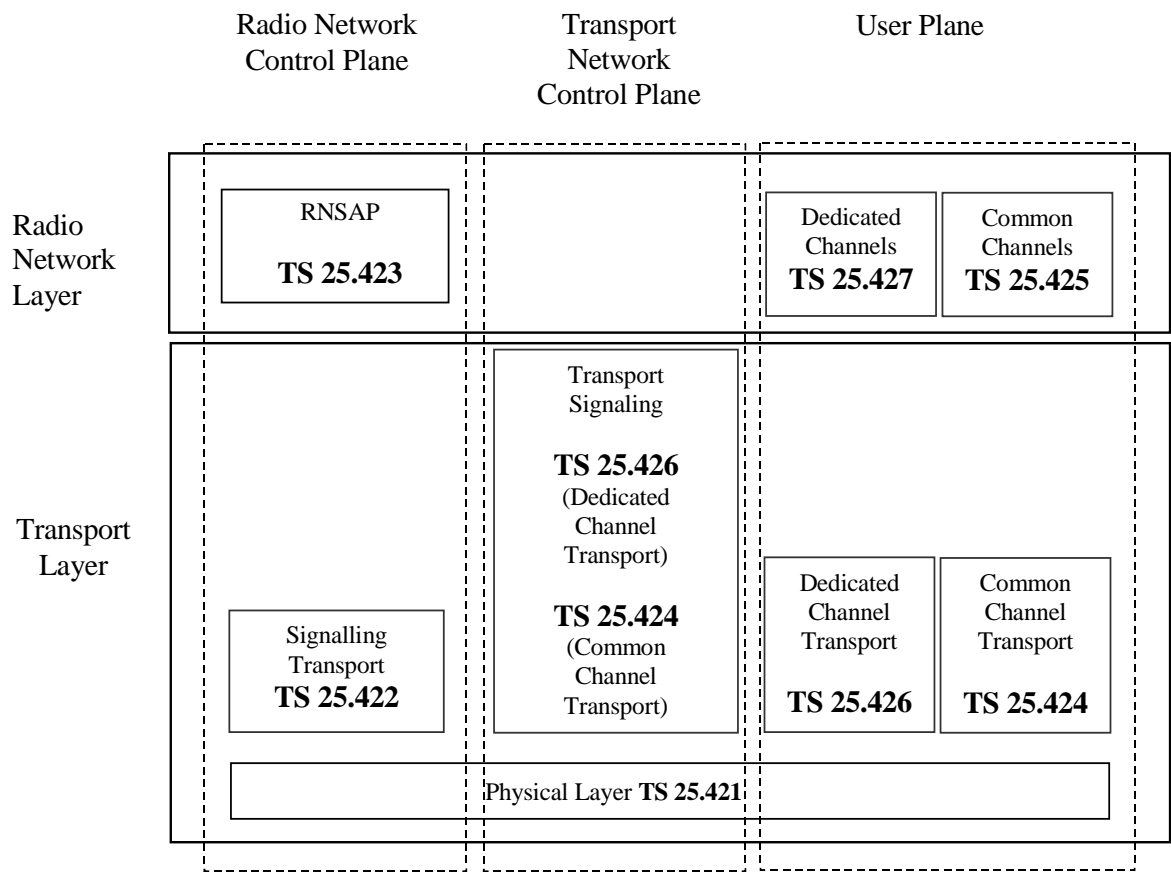 Radio Network
Control Plane
Transport
Network
Control Plane
User Plane
Radio
Network
Layer
RNSAP
TS 25.423
Dedicated
Channels
TS 25.427
Common
Channels
TS 25.425
Transport
Layer
Transport
Signaling
TS 25.426
(Dedicated
Channel
Transport)
TS 25.424
(Common
Channel
Transport)
Signalling
Transport
TS 25.422
Dedicated
Channel
Transport
TS 25.426
Common
Channel
Transport
TS 25.424
Physical Layer TS 25.421